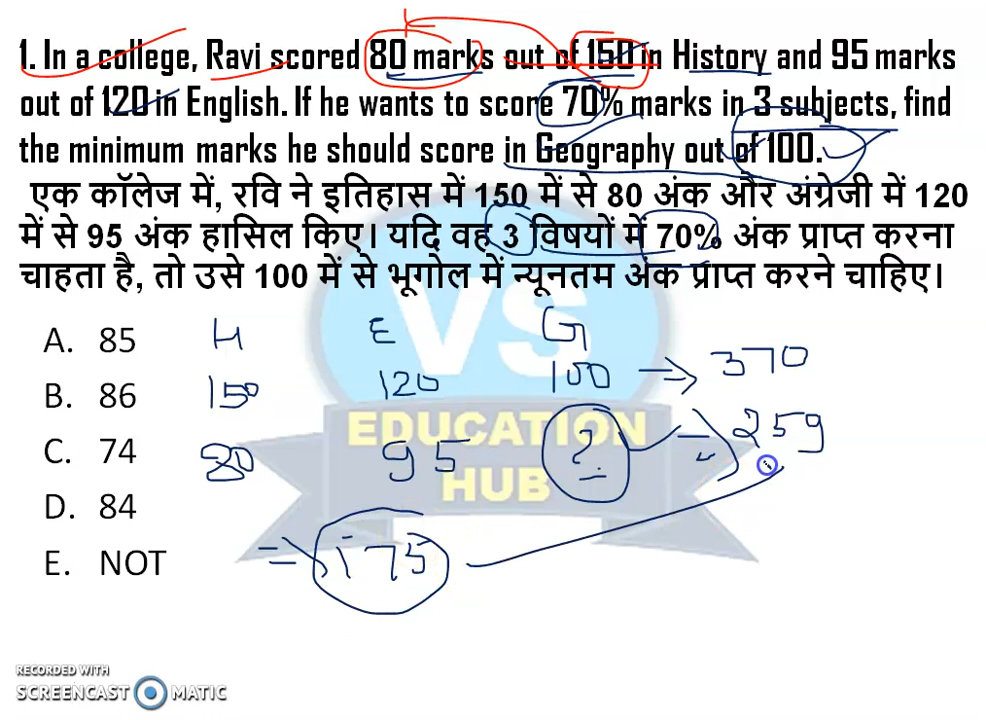 1. In a college, Ravi scored 80 marks out of 150 in History and 95 marks
out of 120 in English. If he wants to score 70% marks in 3 subjects, find
the minimum marks he should score in Geography out of 100.
एक कॉलेज में, रवि ने इतिहास में 150 में से 80 अंक और अंग्रेजी में 120
में से 95 अंक हासिल किए। यदि वह 3 विषयों में 70% अंक प्राप्त करना
चाहता है, तो उसे 100 में से भूगोल में न्यूनतम अंक प्राप्त करने चाहिए।
A. 85
B. 86
C. 74
D. 84
E. NOT
H E G
150 120 100 → 370
80 95 ? = 259
= 175
VS
EDUCATION
HUB
RECORDED WITH
SCREENCAST MATIC